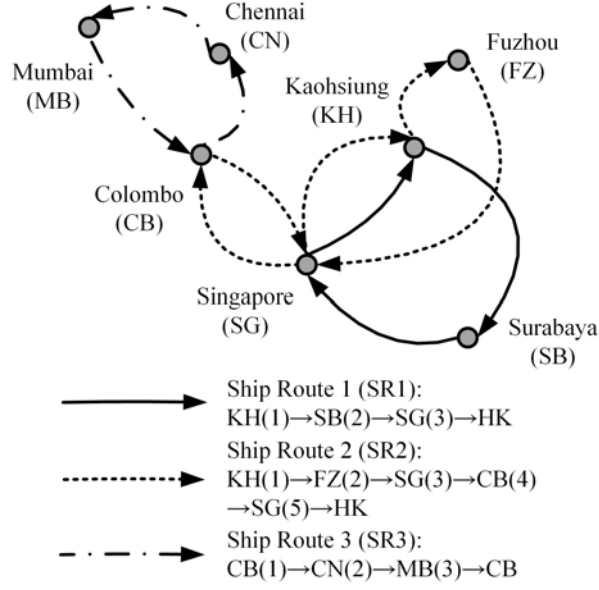 Chennai
(CN)
Mumbai
(MB)
Fuzhou
(FZ)
Kaohsiung
(KH)
Colombo
(CB)
Singapore
(SG)
Surabaya
(SB)
Ship Route 1 (SR1):
KH(1)→SB(2)→SG(3)→HK
Ship Route 2 (SR2):
KH(1)→FZ(2)→SG(3)→CB(4)
→SG(5)→HK
Ship Route 3 (SR3):
CB(1)→CN(2)→MB(3)→CB